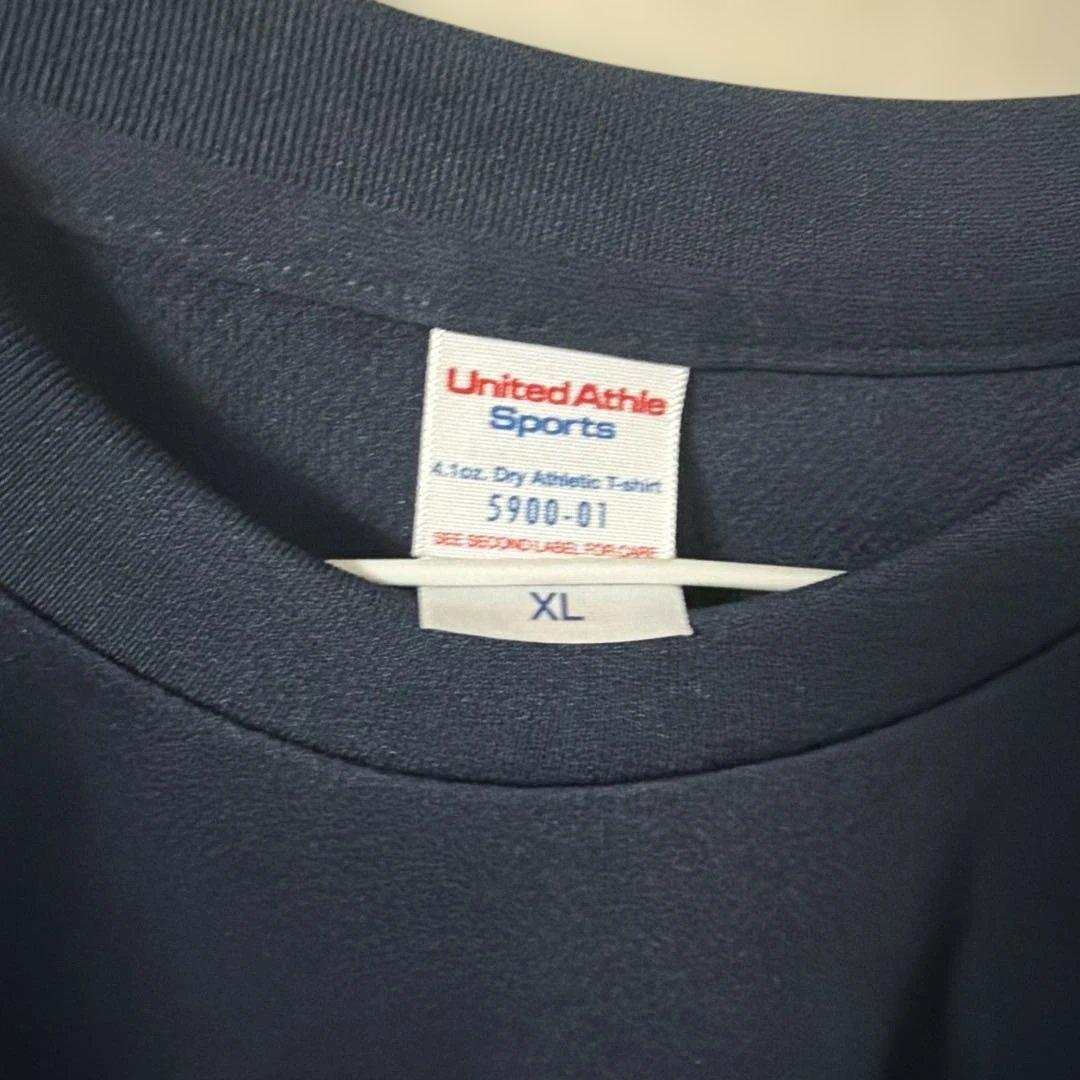 United Athle
Sports
4.1oz. Dry Athletic T-shirt
5900-01
SEE SECOND LABEL FOR CARE
XL